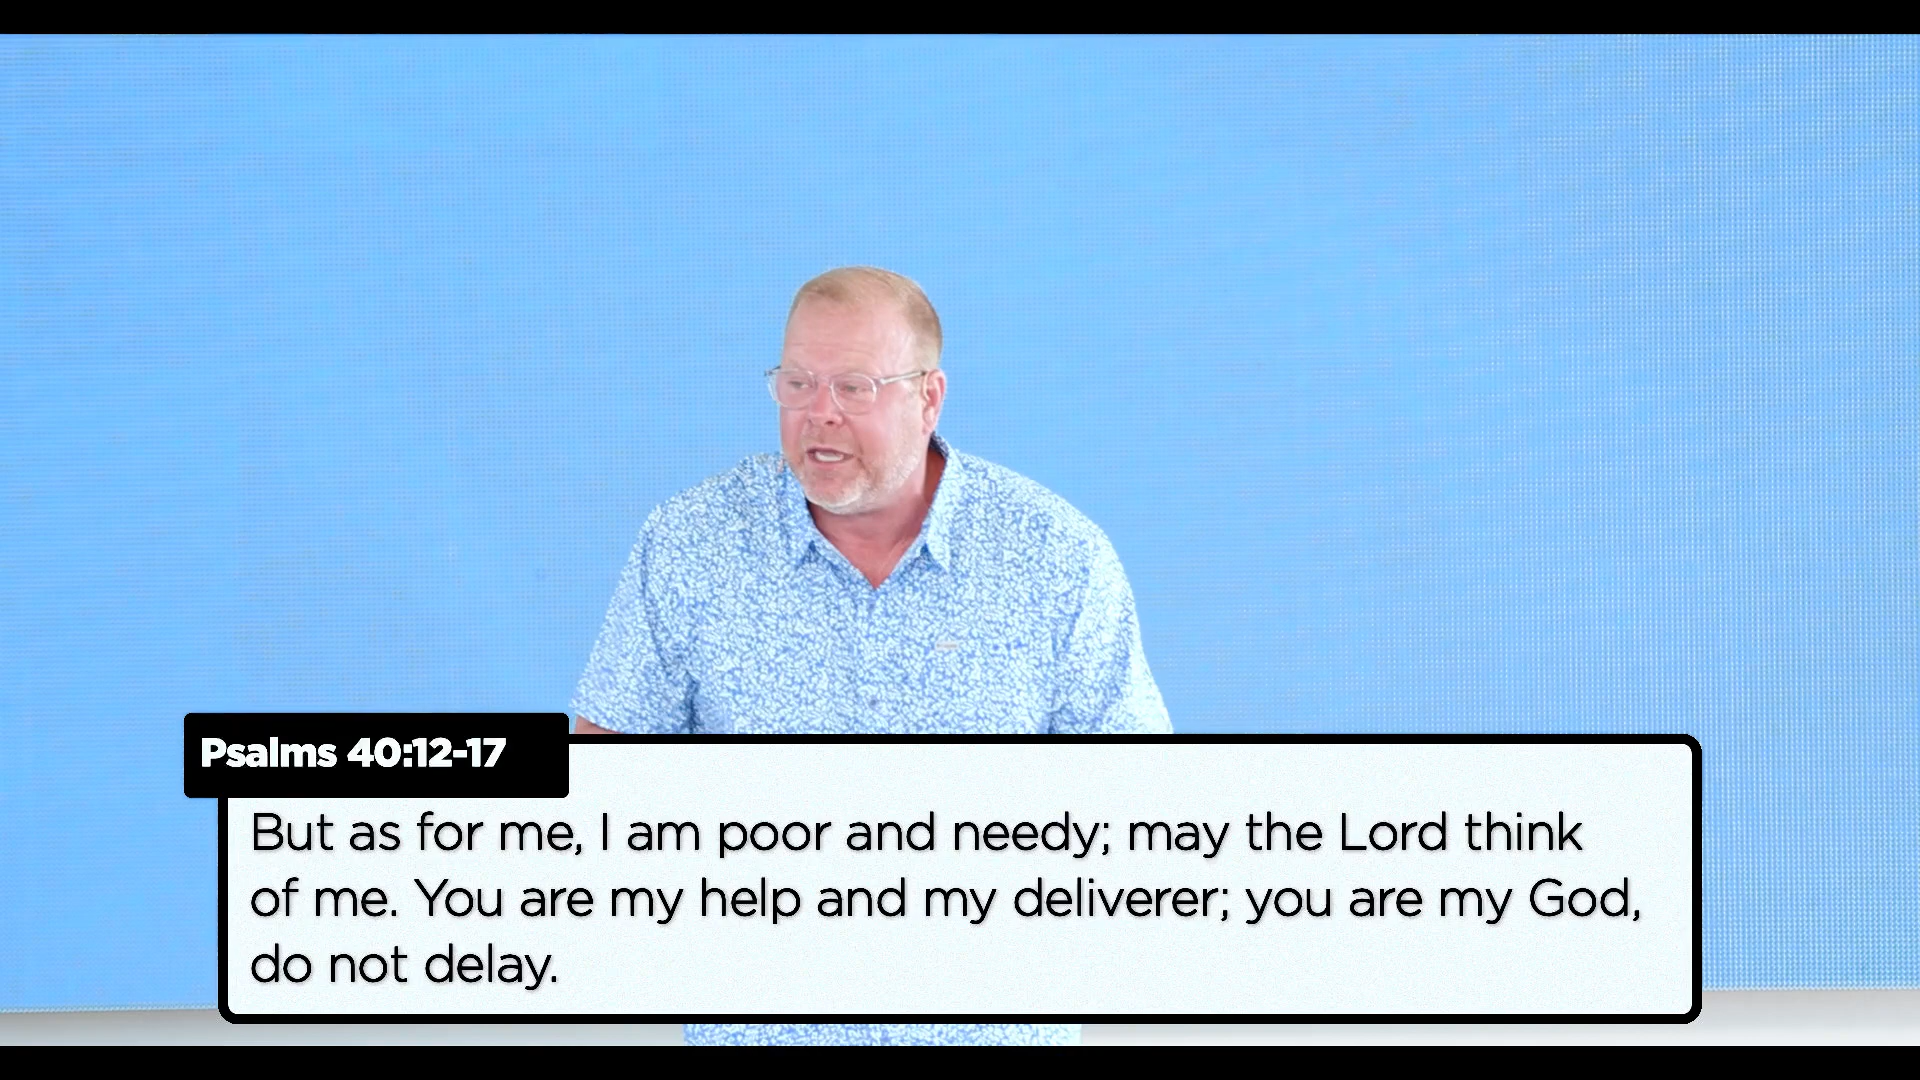 Psalms 40:12-17
But as for me, I am poor and needy; may the Lord think
of me. You are my help and my deliverer; you are my God,
do not delay.